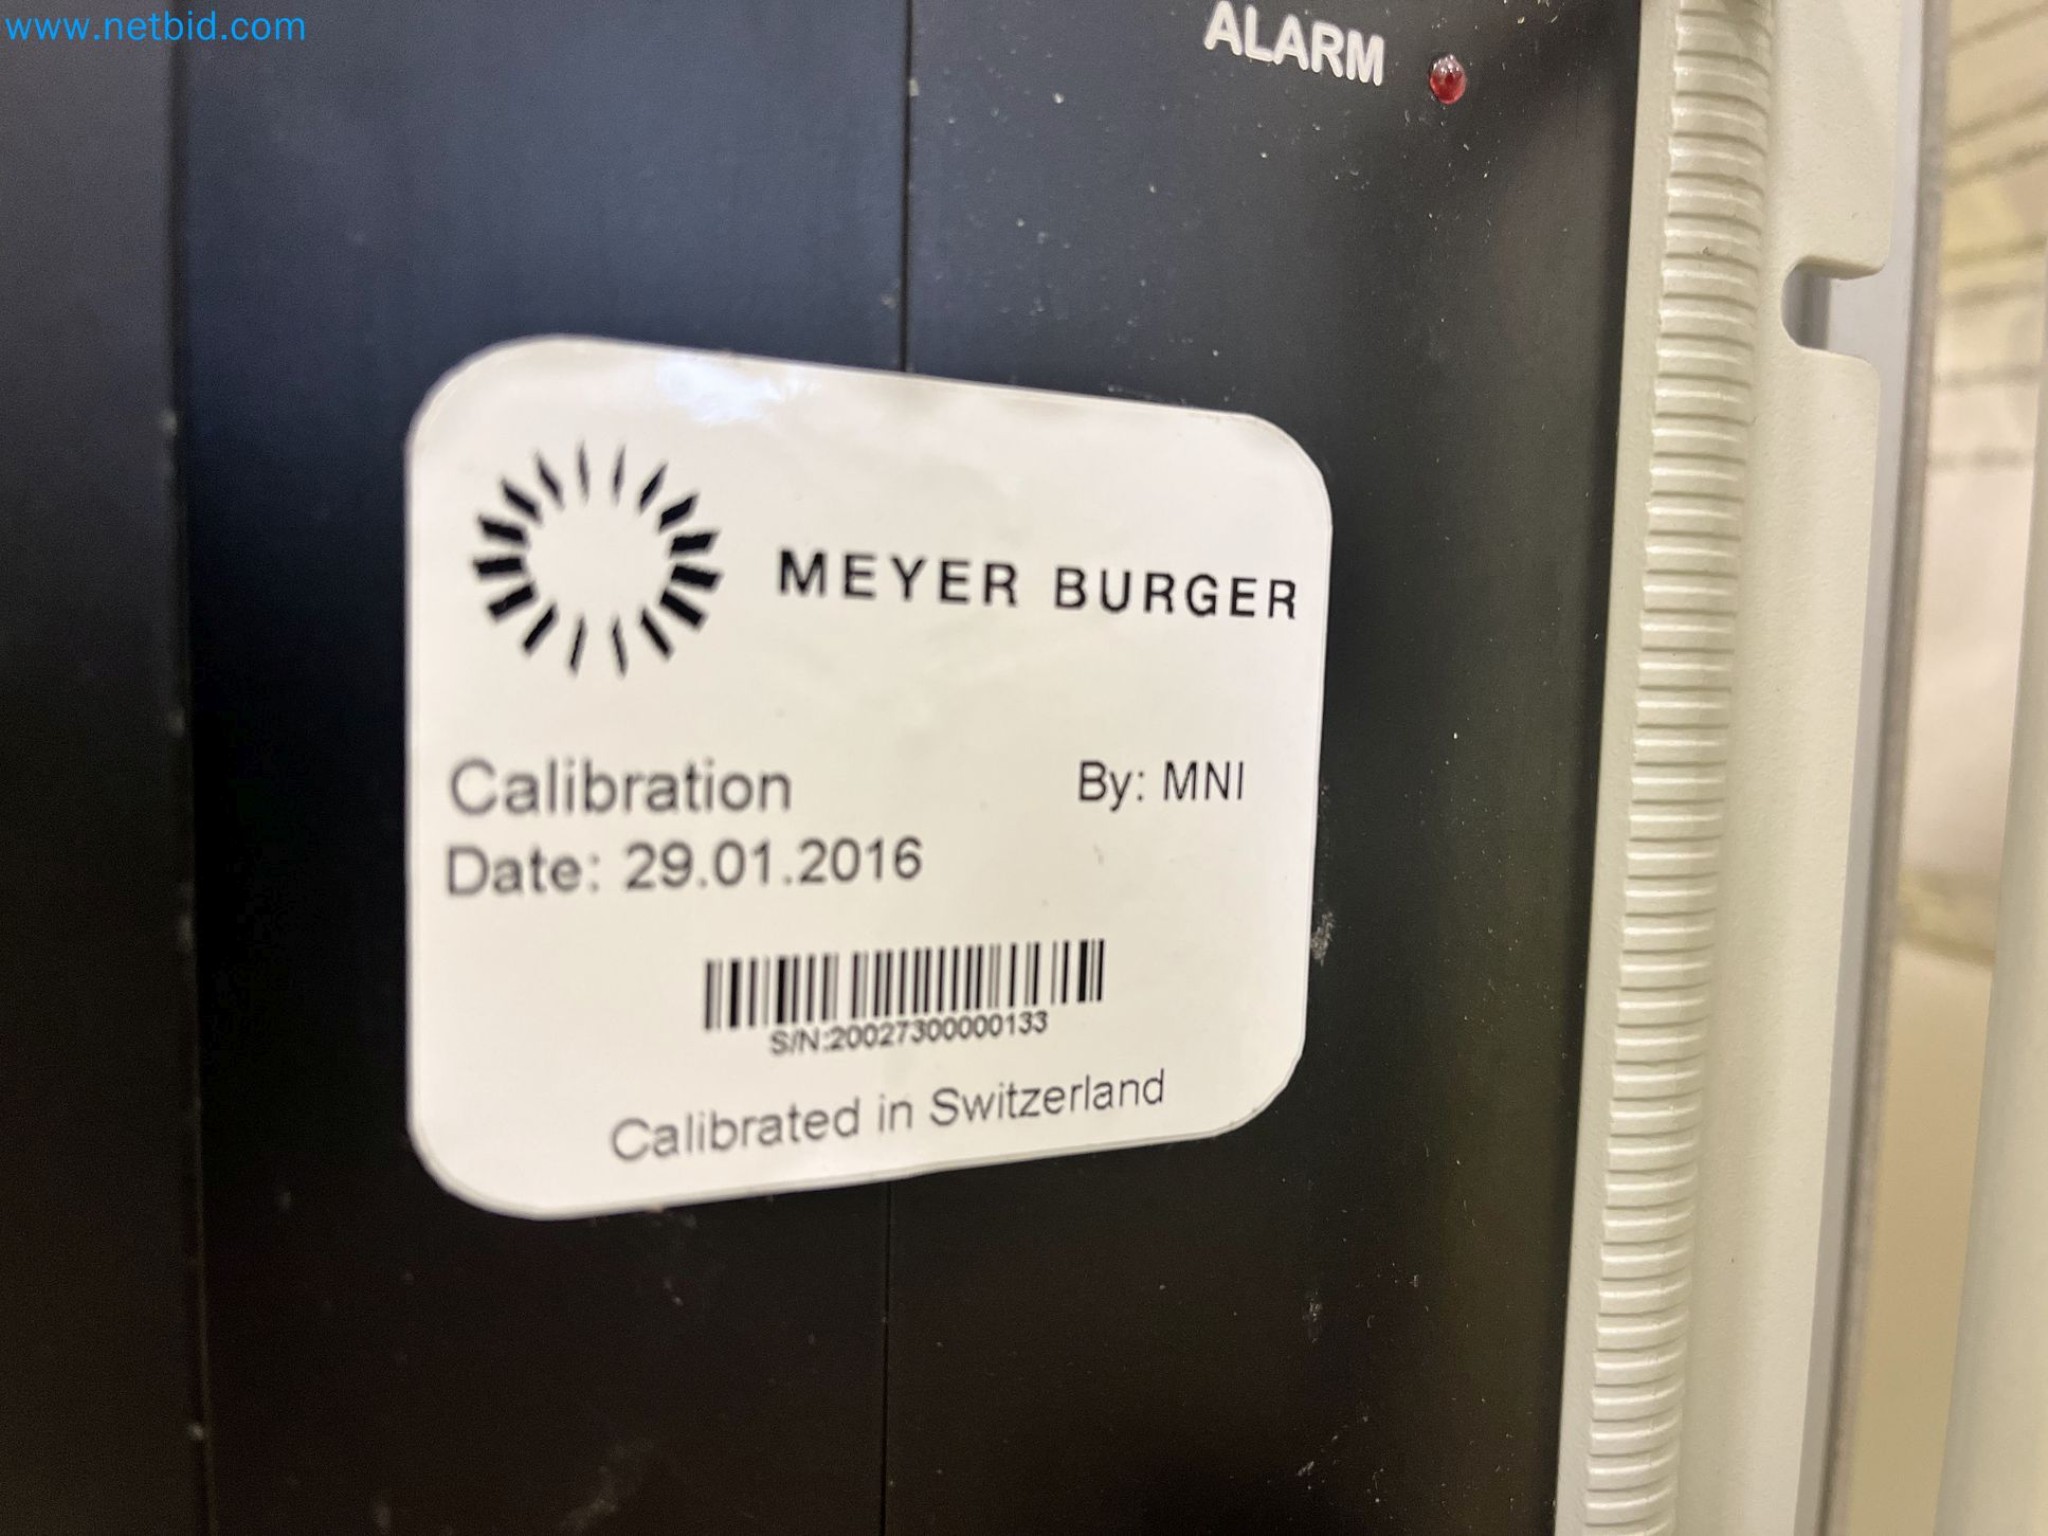 www.netbid.com
ALARM
MEYER BURGER
Calibration By: MNI
Date: 29.01.2016
S/N:20027300000133
Calibrated in Switzerland